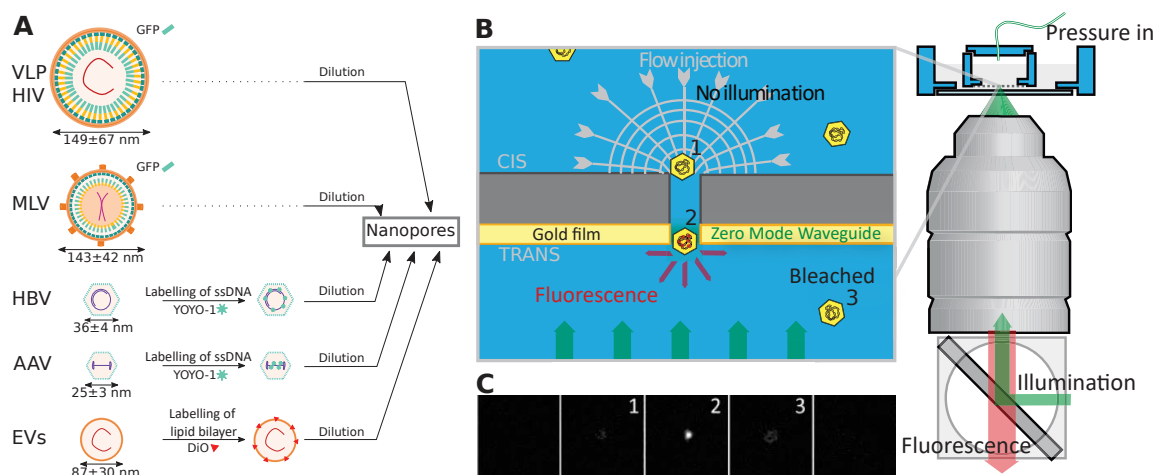 A
GFP
VLP
HIV
Dilution
149±67 nm
GFP
MLV
Dilution
143±42 nm
Nanopores
HBV
Labelling of ssDNA
YOYO-1
Dilution
36±4 nm
AAV
Labelling of ssDNA
YOYO-1
Dilution
25±3 nm
EVs
Labelling of
lipid bilayer
DiO
Dilution
87±30 nm
B
Flow injection
No illumination
1
CIS
2
Gold film
Zero Mode Waveguide
TRANS
Fluorescence
Bleached
3
Pressure in
Illumination
Fluorescence
C
1
2
3